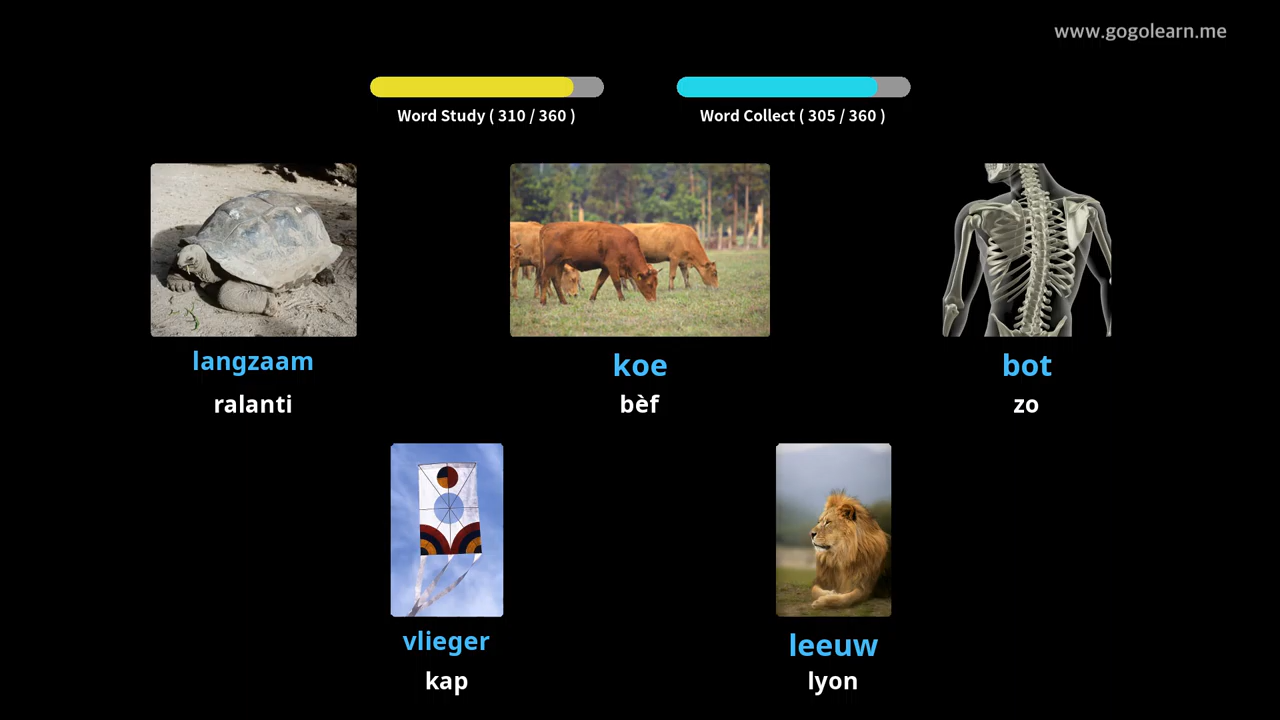 www.gogolearn.me
Word Study ( 310 / 360 )
Word Collect ( 305 / 360 )
langzaam
koe
bot
ralanti
bèf
zo
vlieger
leeuw
kap
lyon